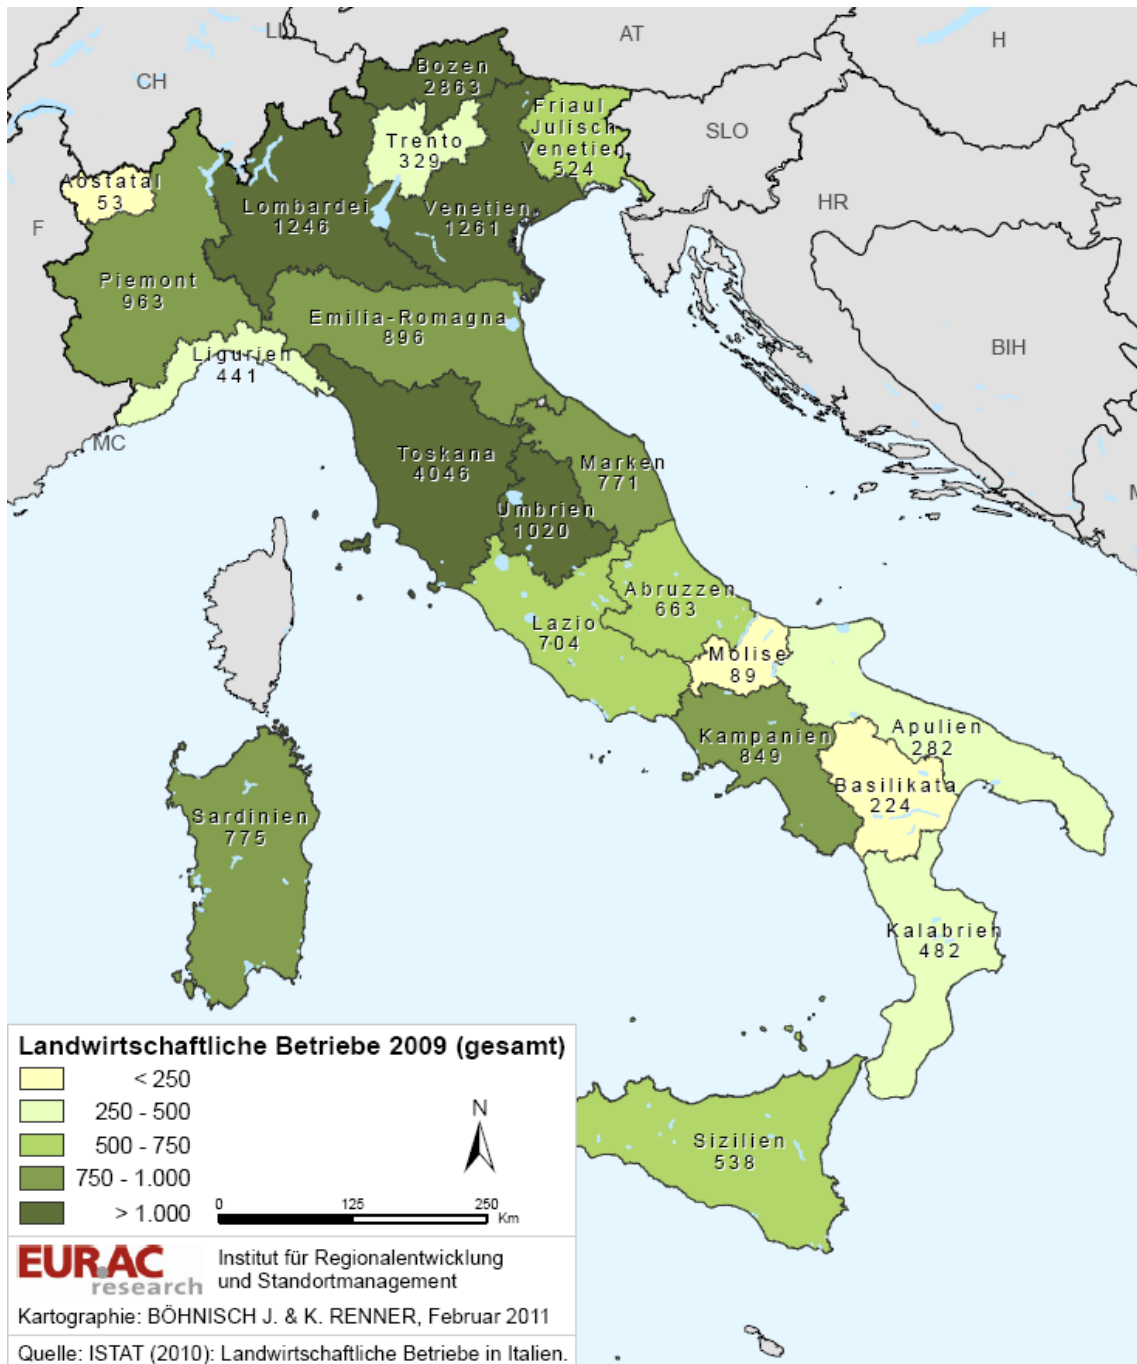 LI
AT
H
CH
Bozen
2863
Friaul
Julisch
Venetien
524
SLO
Trento
329
Aostatal
53
Lombardei
1246
Venetien
1261
HR
F
Piemont
963
Emilia-Romagna
896
BIH
Ligurien
441
MC
Toskana
4046
Marken
771
M
Umbrien
1020
Abruzzen
663
Lazio
704
Molise
89
Kampanien
849
Apulien
282
Basilikata
224
Sardinien
775
Kalabrien
482
Sizilien
538
Landwirtschaftliche Betriebe 2009 (gesamt)
< 250
250 - 500
500 - 750
750 - 1.000
> 1.000
N
0 125 250
Km
EURAC
research
Institut für Regionalentwicklung
und Standortmanagement
Kartographie: BÖHNISCH J. & K. RENNER, Februar 2011
Quelle: ISTAT (2010): Landwirtschaftliche Betriebe in Italien.